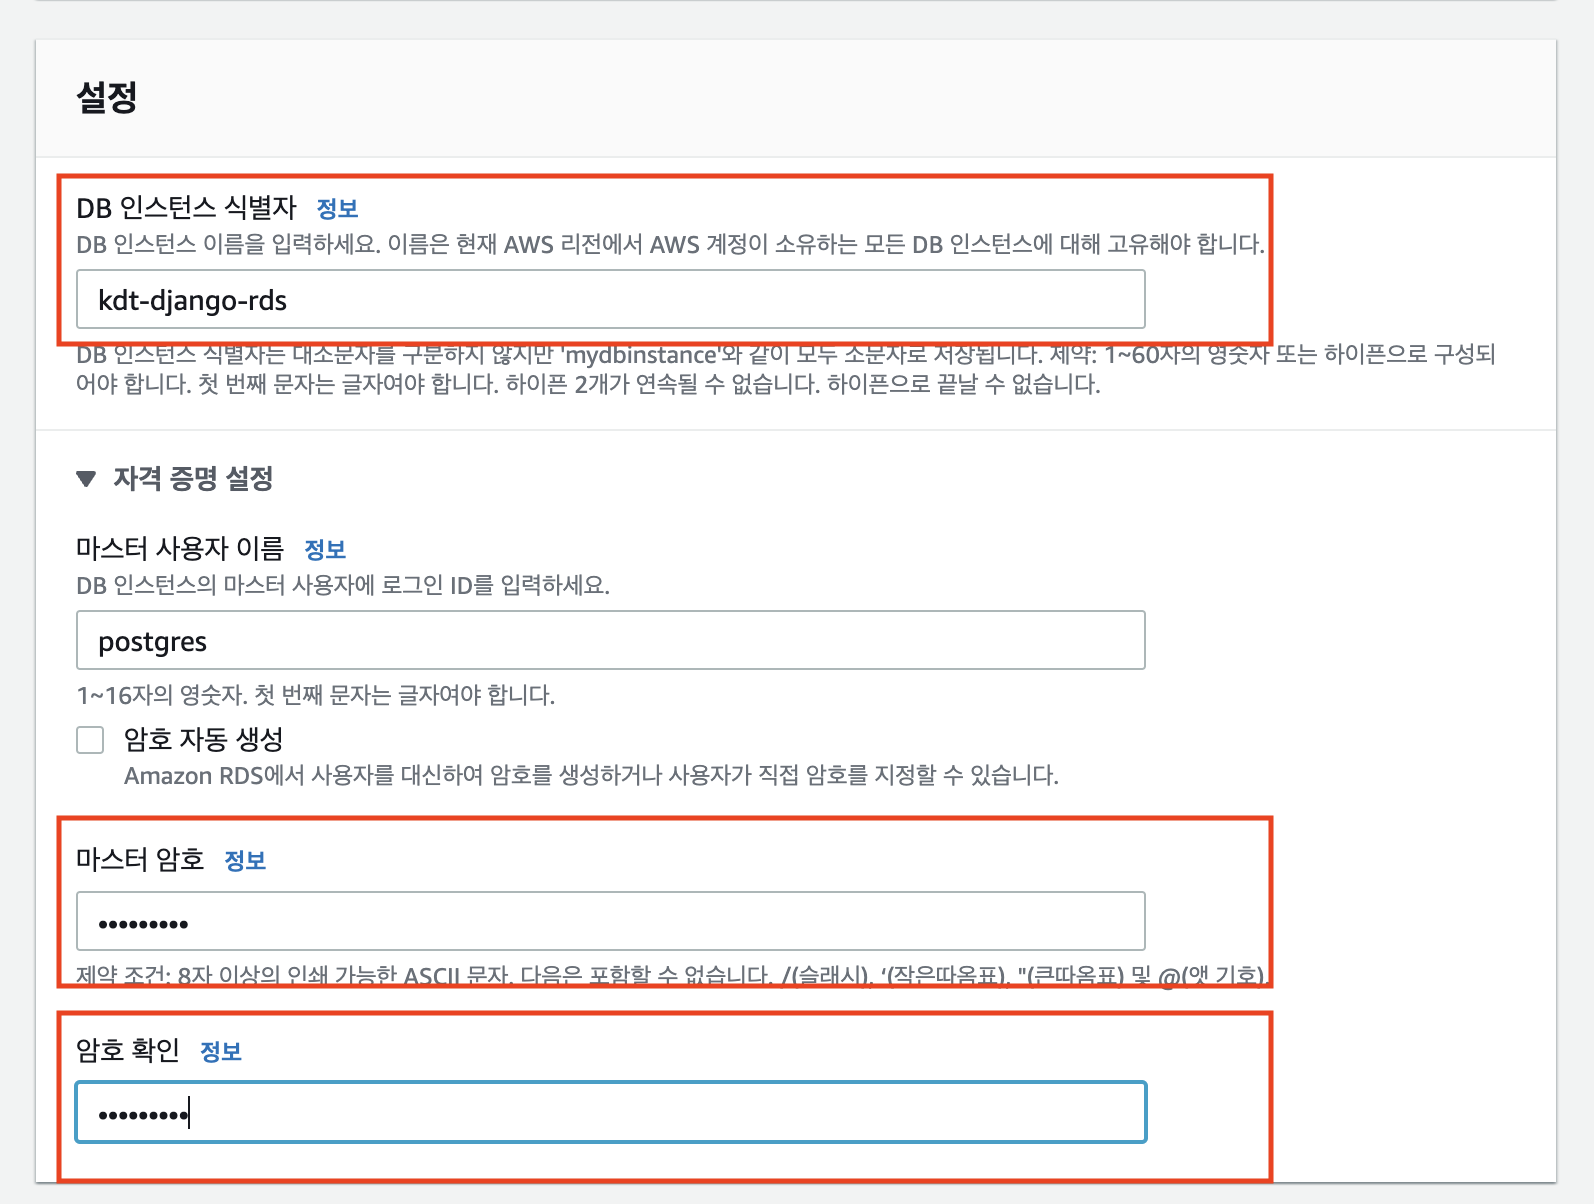 설정
DB 인스턴스 식별자 정보
DB 인스턴스 이름을 입력하세요. 이름은 현재 AWS 리전에서 AWS 계정이 소유하는 모든 DB 인스턴스에 대해 고유해야 합니다.
kdt-django-rds
DB 인스턴스 식별자는 대소문자를 구분하지 않지만 'mydbinstance'와 같이 모두 소문자로 저장됩니다. 제약: 1~60자의 영숫자 또는 하이픈으로 구성되
어야 합니다. 첫 번째 문자는 글자여야 합니다. 하이픈 2개가 연속될 수 없습니다. 하이픈으로 끝날 수 없습니다.
▼ 자격 증명 설정
마스터 사용자 이름 정보
DB 인스턴스의 마스터 사용자에 로그인 ID를 입력하세요.
postgres
1~16자의 영숫자. 첫 번째 문자는 글자여야 합니다.
암호 자동 생성
Amazon RDS에서 사용자를 대신하여 암호를 생성하거나 사용자가 직접 암호를 지정할 수 있습니다.
마스터 암호 정보
•••••••••
제약 조건: 8자 이상의 인쇄 가능한 ASCII 문자. 다음은 포함할 수 없습니다. /(슬래시), '(작은따옴표), "(큰따옴표) 및 @(앳 기호).
암호 확인 정보
•••••••••